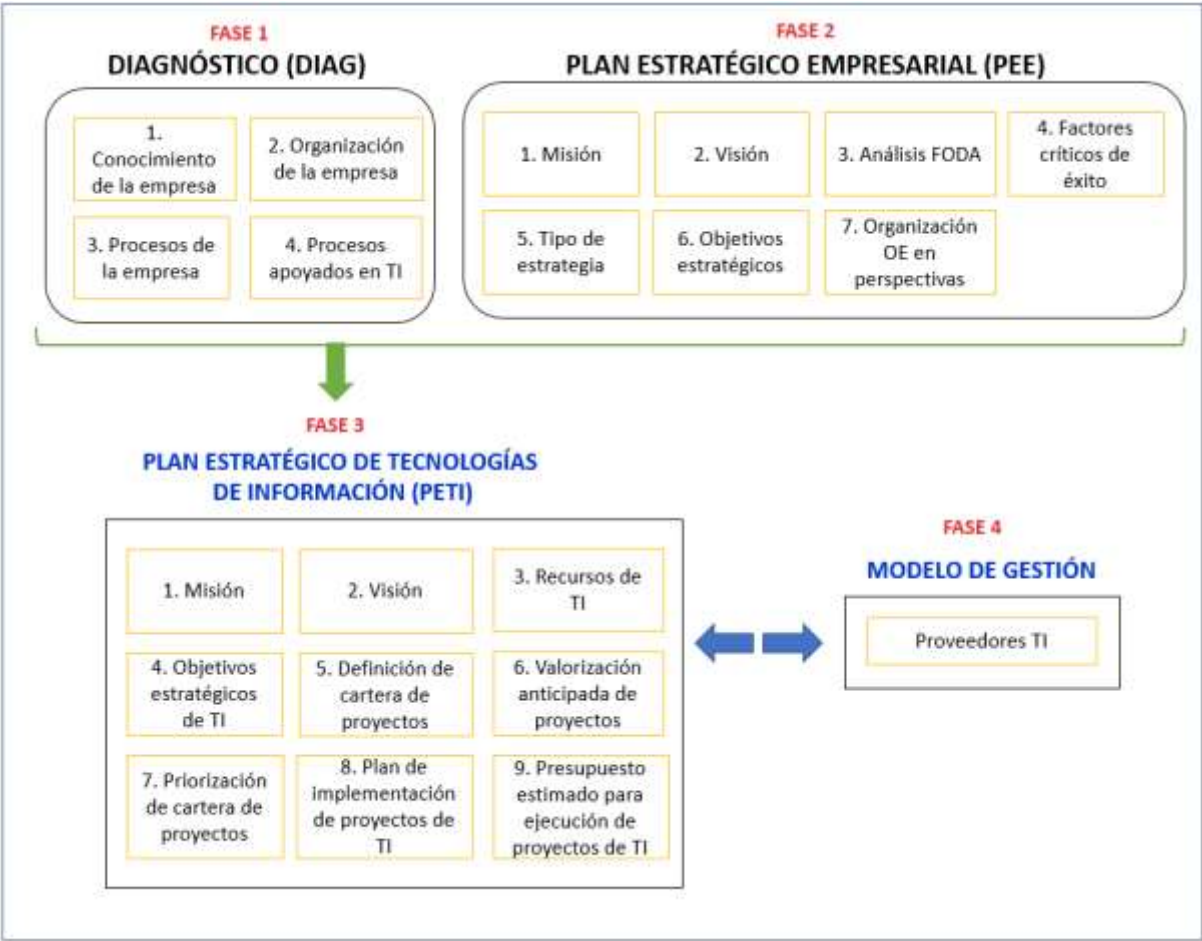 FASE 1
DIAGNÓSTICO (DIAG)
1.
Conocimiento
de la empresa
2. Organización
de la empresa
3. Procesos de
la empresa
4. Procesos
apoyados en TI
FASE 2
PLAN ESTRATÉGICO EMPRESARIAL (PEE)
1. Misión
2. Visión
3. Análisis FODA
4. Factores
críticos de
éxito
5. Tipo de
estrategia
6. Objetivos
estratégicos
7. Organización
OE en
perspectivas
FASE 3
PLAN ESTRATÉGICO DE TECNOLOGÍAS
DE INFORMACIÓN (PETI)
1. Misión
2. Visión
3. Recursos de
TI
4. Objetivos
estratégicos
de TI
5. Definición de
cartera de
proyectos
6. Valorización
anticipada de
proyectos
7. Priorización
de cartera de
proyectos
8. Plan de
implementación
de proyectos de
TI
9. Presupuesto
estimado para
ejecución de
proyectos de TI
FASE 4
MODELO DE GESTIÓN
Proveedores TI